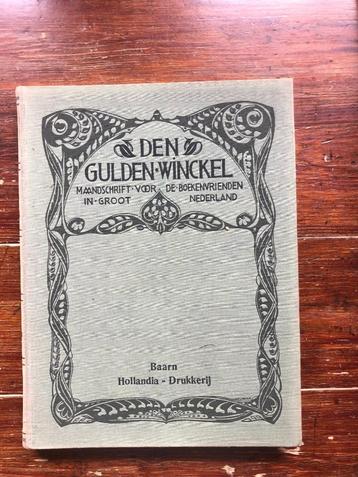 DEN
GULDEN·WINCKEL
MAANDSCHRIFT·VOOR·DE·BOEKENVRIENDEN
IN·GROOT NEDERLAND
Baarn
Hollandia - Drukkerij